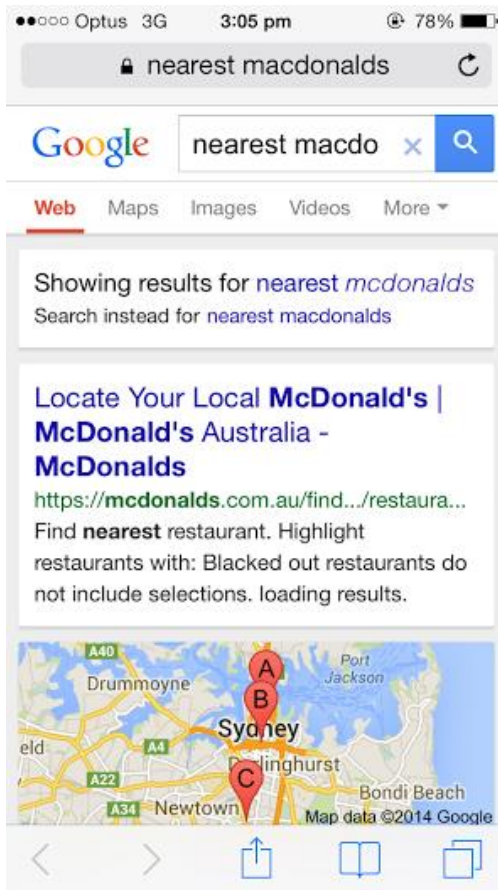 Optus 3G 3:05 pm 78%
nearest macdonalds
Google nearest macdo
Web Maps Images Videos More
Showing results for nearest mcdonalds
Search instead for nearest macdonalds
Locate Your Local McDonald's |
McDonald's Australia -
McDonalds
https://mcdonalds.com.au/find.../restaura...
Find nearest restaurant. Highlight
restaurants with: Blacked out restaurants do
not include selections. loading results.
A40
Port
Jackson
A
Drummoyne
B
Sydney
eld
A4
linghurst
C
A22
Bondi Beach
A34
Newtown
Map data ©2014 Google